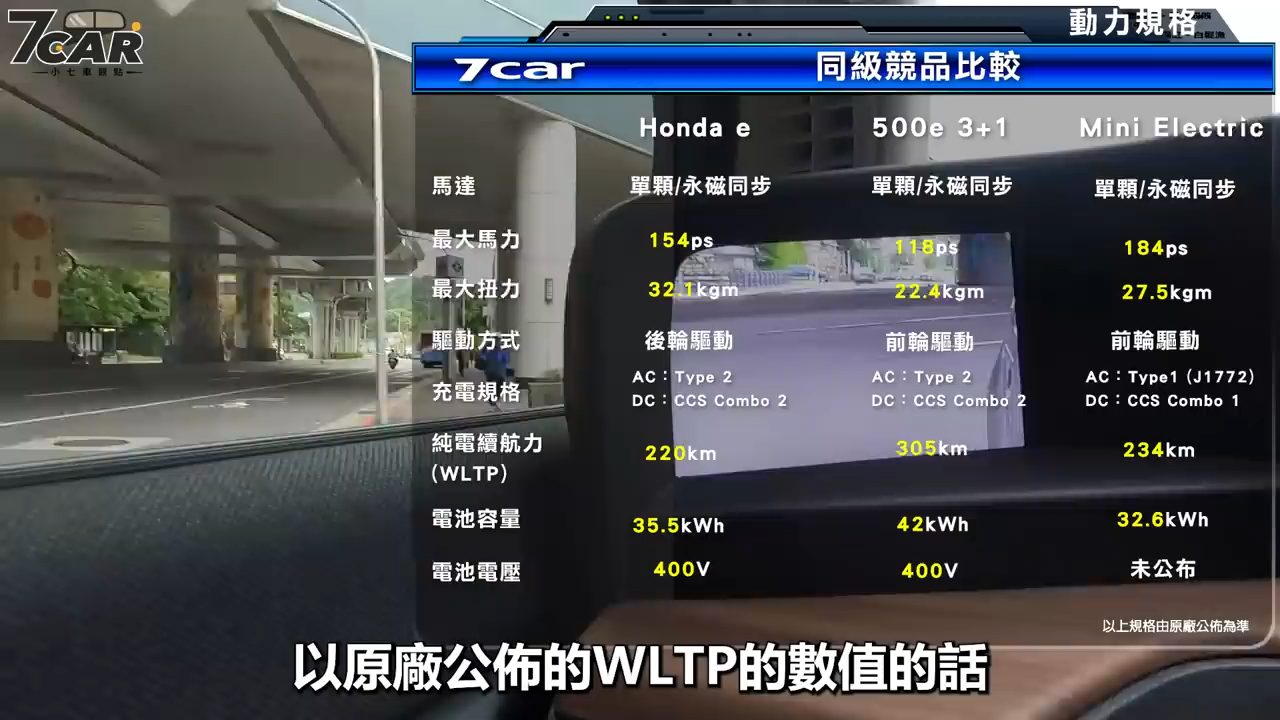 7CAR
小七車觀點
動力規格
7car 同級競品比較
Honda e 500e 3+1 Mini Electric
馬達 單顆/永磁同步 單顆/永磁同步 單顆/永磁同步
最大馬力 154ps 118ps 184ps
最大扭力 32.1kgm 22.4kgm 27.5kgm
驅動方式 後輪驅動 前輪驅動 前輪驅動
充電規格 AC：Type 2 AC：Type 2 AC：Type1 (J1772)
DC：CCS Combo 2 DC：CCS Combo 2 DC：CCS Combo 1
純電續航力 220km 305km 234km
(WLTP)
電池容量 35.5kWh 42kWh 32.6kWh
電池電壓 400V 400V 未公布
以上規格由原廠公佈為準
以原廠公佈的WLTP的數值的話